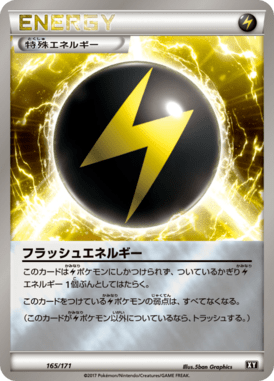 ENERGY
特殊エネルギー
フラッシュエネルギー
このカードはポケモンにしかつけられず、ついているかぎり
エネルギー1個ぶんとしてはたらく。
このカードをつけているポケモンの弱点は、すべてなくなる。
（このカードがポケモン以外についているなら、トラッシュする。）
165/171
Illus.5ban Graphics
XY
©2017 Pokémon/Nintendo/Creatures/GAME FREAK.